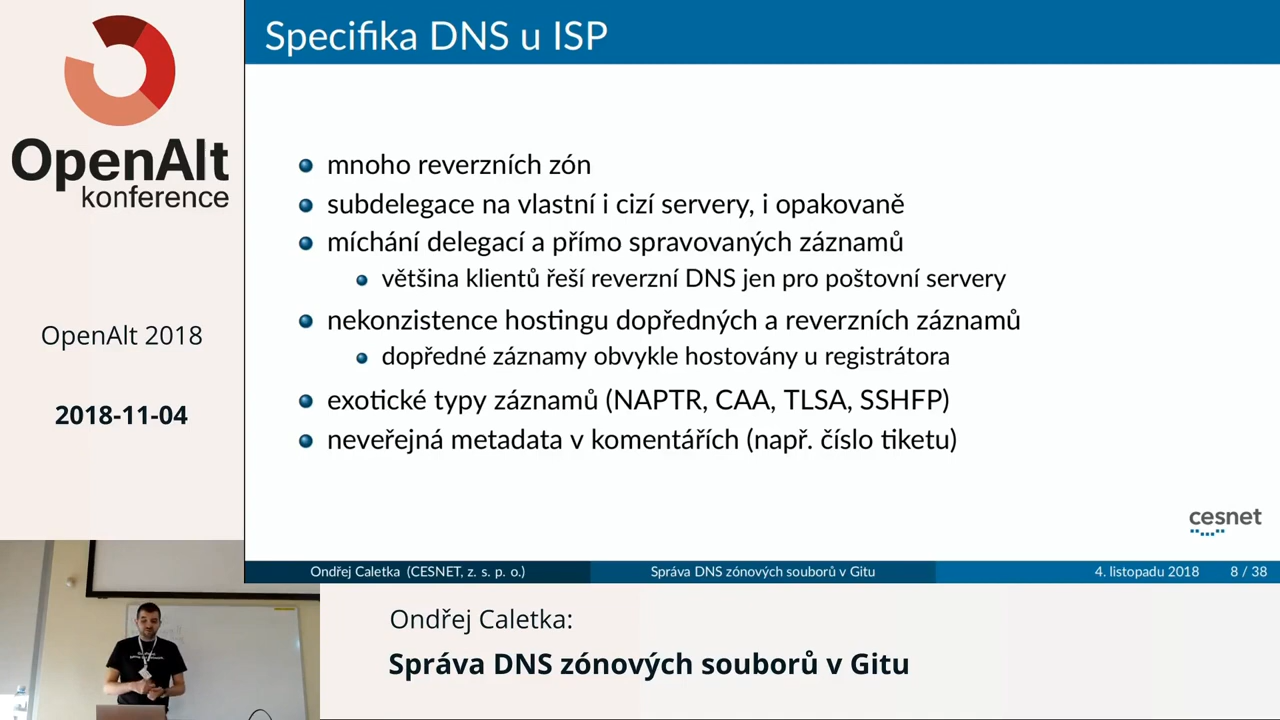 Specifika DNS u ISP
mnoho reverzních zón
subdelegace na vlastní i cizí servery, i opakovaně
míchání delegací a přímo spravovaných záznamů
většina klientů řeší reverzní DNS jen pro poštovní servery
nekonzistence hostingu dopředných a reverzních záznamů
dopředné záznamy obvykle hostovány u registrátora
exotické typy záznamů (NAPTR, CAA, TLSA, SSHFP)
neveřejná metadata v komentářích (např. číslo tiketu)
cesnet
Ondřej Caletka (CESNET, z. s. p. o.)
Správa DNS zónových souborů v Gitu
4. listopadu 2018
8 / 38
OpenAlt
konference
OpenAlt 2018
2018-11-04
Ondřej Caletka:
Správa DNS zónových souborů v Gitu